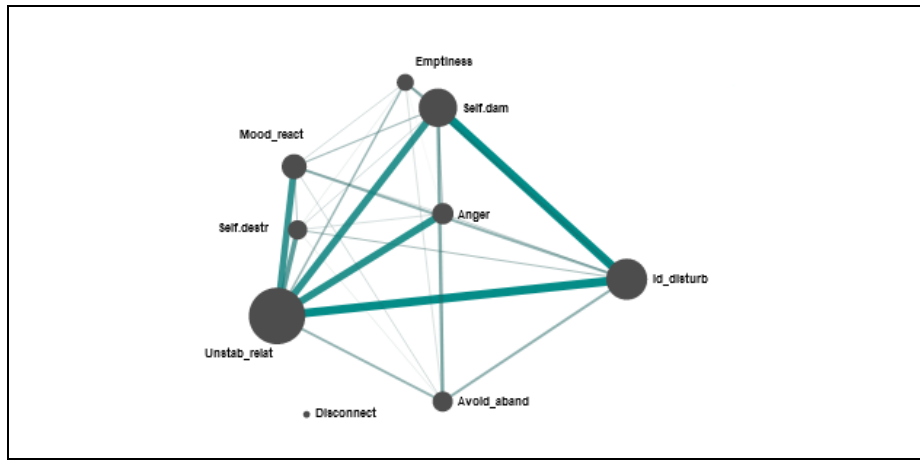 Emptiness
Self.dam
Mood_react
Anger
Self.destr
Id_disturb
Unstab_relat
Avoid_aband
Disconnect